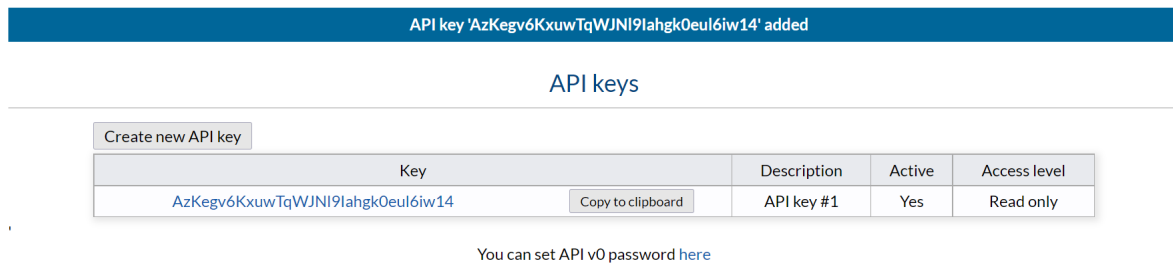 API key 'AzKegv6KxuwTqWJNl9Iahgk0eul6iw14' added
API keys
Create new API key
Key Description Active Access level
AzKegv6KxuwTqWJNl9Iahgk0eul6iw14 Copy to clipboard API key #1 Yes Read only
You can set API v0 password here